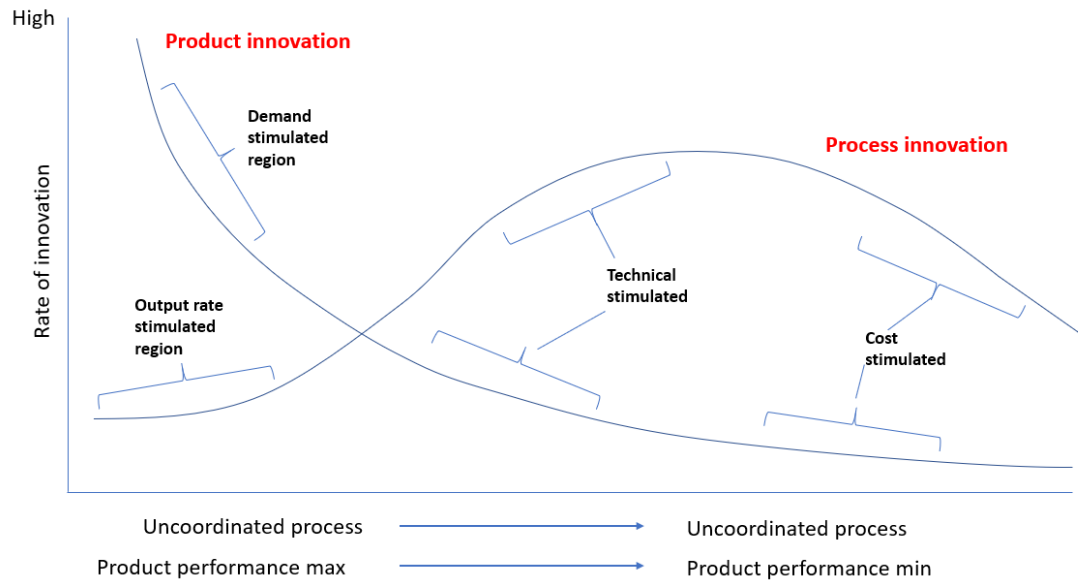 High
Product innovation
Demand
stimulated
region
Process innovation
Rate of innovation
Technical
stimulated
Output rate
stimulated
region
Cost
stimulated
Uncoordinated process
Uncoordinated process
Product performance max
Product performance min